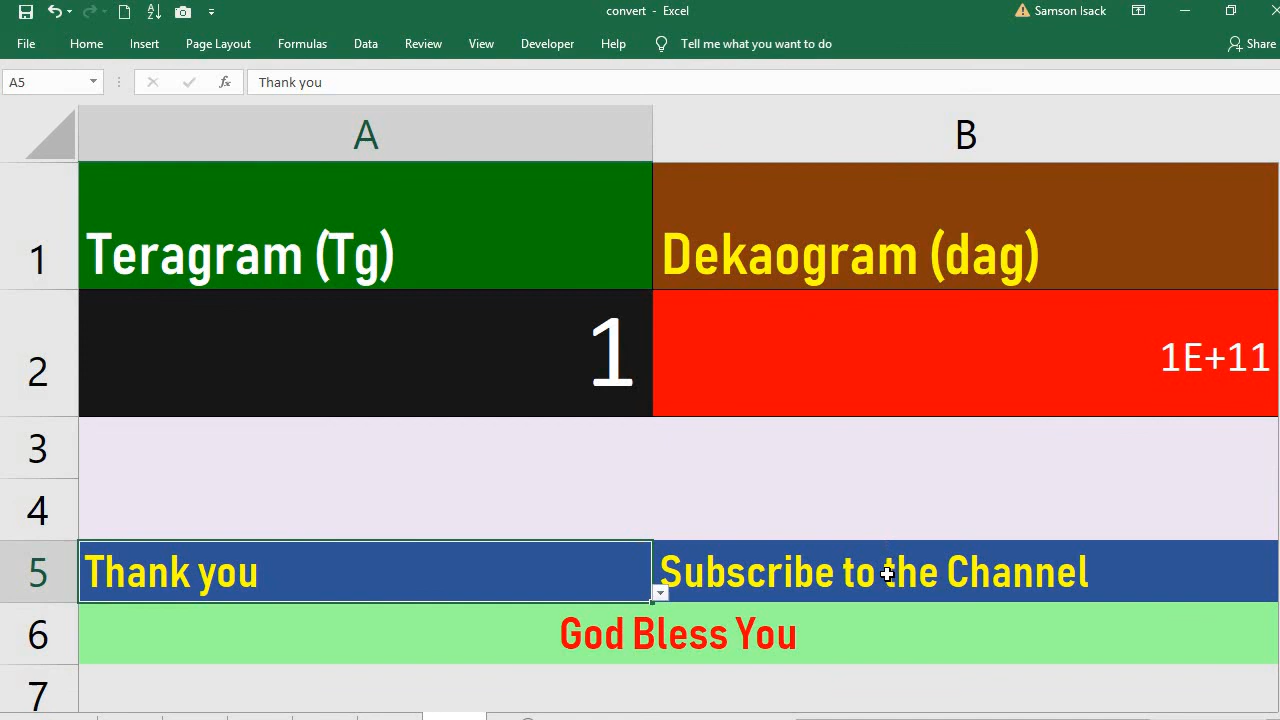 convert - Excel
Samson Isack
File Home Insert Page Layout Formulas Data Review View Developer Help Tell me what you want to do Share
A5 fx Thank you
A B
1 Teragram (Tg) Dekaogram (dag)
2 1 1E+11
3
4
5 Thank you Subscribe to the Channel
6 God Bless You
7